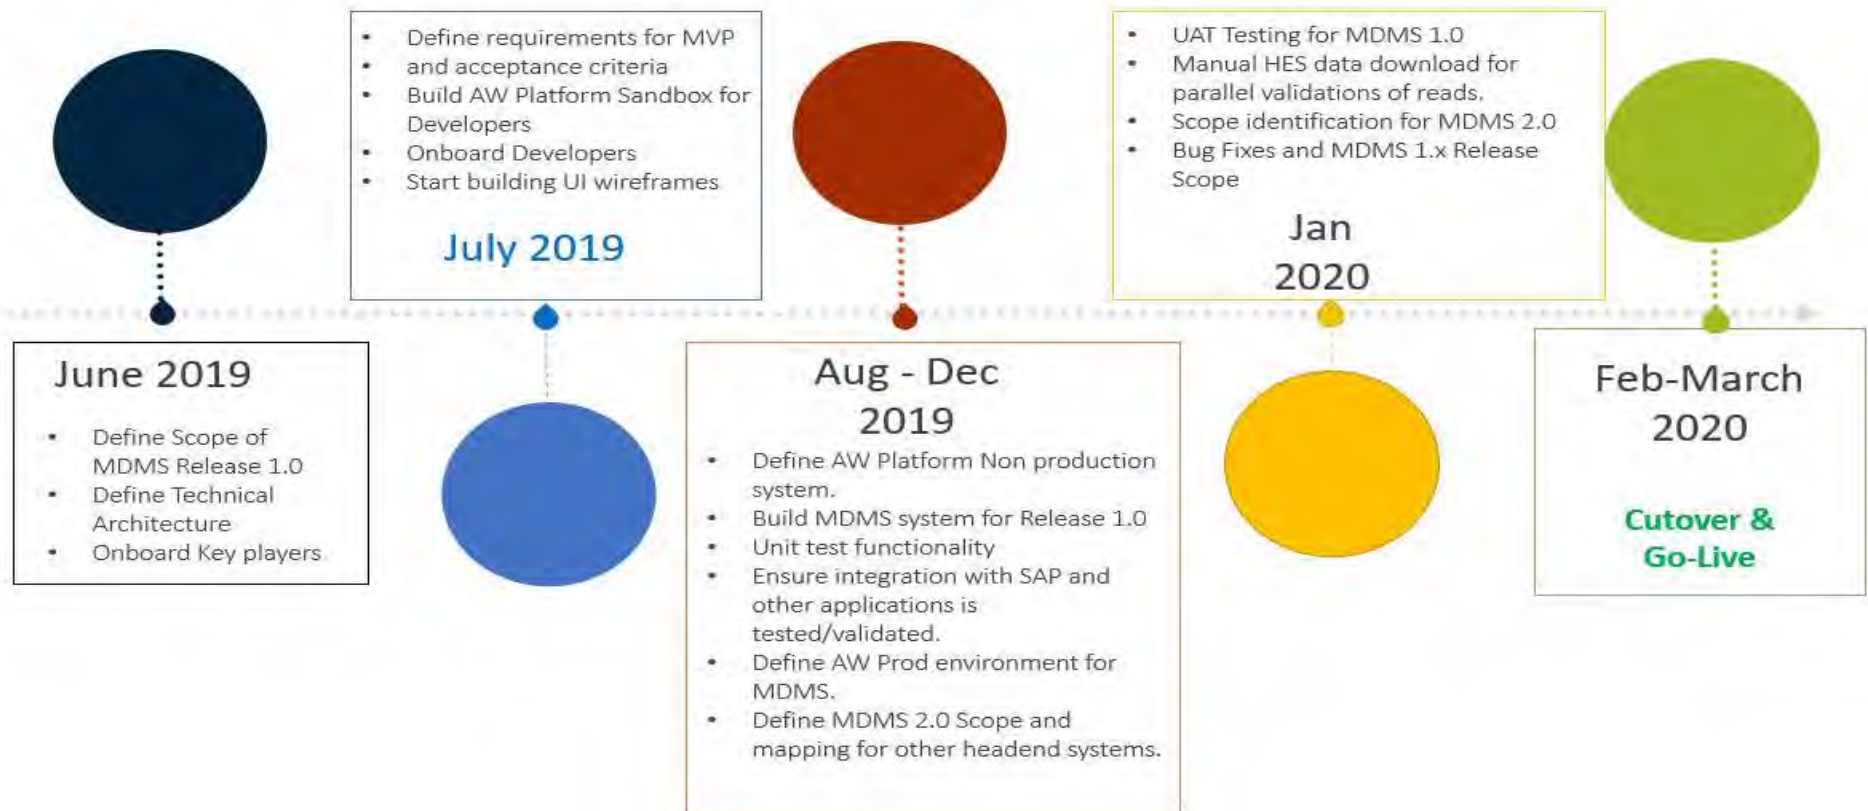 June 2019
• Define Scope of
MDMS Release 1.0
• Define Technical
Architecture
• Onboard Key players
• Define requirements for MVP
• and acceptance criteria
• Build AW Platform Sandbox for
Developers
• Onboard Developers
• Start building UI wireframes
July 2019
Aug - Dec
2019
• Define AW Platform Non production
system.
• Build MDMS system for Release 1.0
• Unit test functionality
• Ensure integration with SAP and
other applications is
tested/validated.
• Define AW Prod environment for
MDMS.
• Define MDMS 2.0 Scope and
mapping for other headend systems.
• UAT Testing for MDMS 1.0
• Manual HES data download for
parallel validations of reads.
• Scope identification for MDMS 2.0
• Bug Fixes and MDMS 1.x Release
Scope
Jan
2020
Feb-March
2020
Cutover &
Go-Live